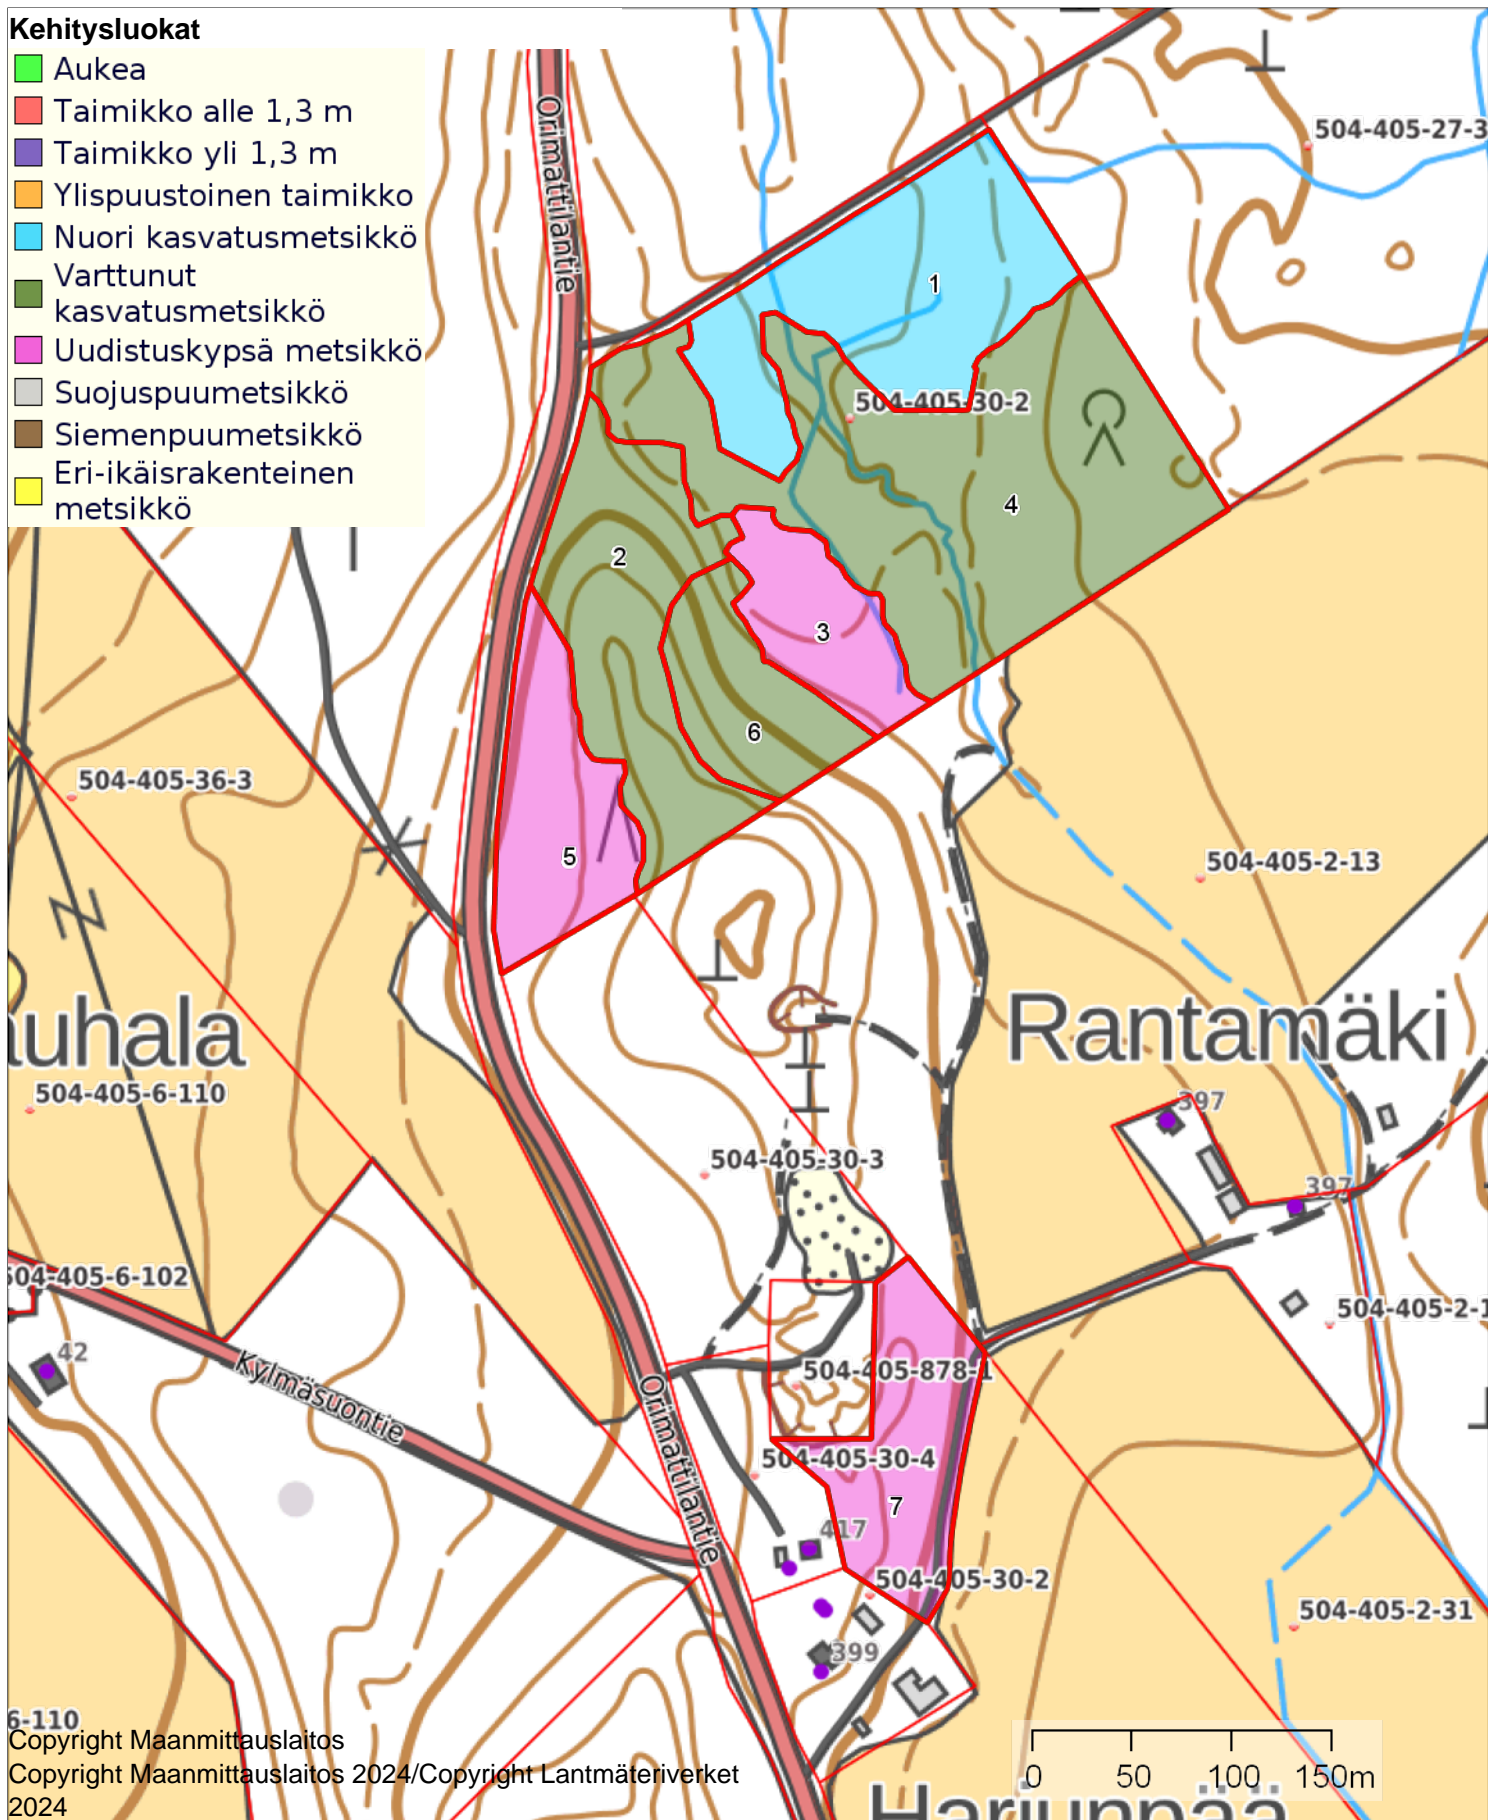 Kehitysluokat
Aukea
Taimikko alle 1,3 m
Taimikko yli 1,3 m
Ylispuustoinen taimikko
Nuori kasvatusmetsikkö
Varttunut
kasvatusmetsikkö
Uudistuskypsä metsikkö
Suojuspuumetsikkö
Siemenpuumetsikkö
Eri-ikäisrakenteinen
metsikkö
Orimattilantie
504-405-27-3
1
504-405-30-2
4
2
3
6
5
504-405-36-3
504-405-2-13
auhala
Rantamäki
504-405-6-110
397
504-405-30-3
397
504-405-6-102
504-405-2-1
42
Kylmäsuontie
504-405-878-1
Orimattilantie
504-405-30-4
7
417
504-405-30-2
504-405-2-31
399
6-110
Copyright Maanmittauslaitos
Copyright Maanmittauslaitos 2024/Copyright Lantmäteriverket
2024
0 50 100 150m
Harjunpää